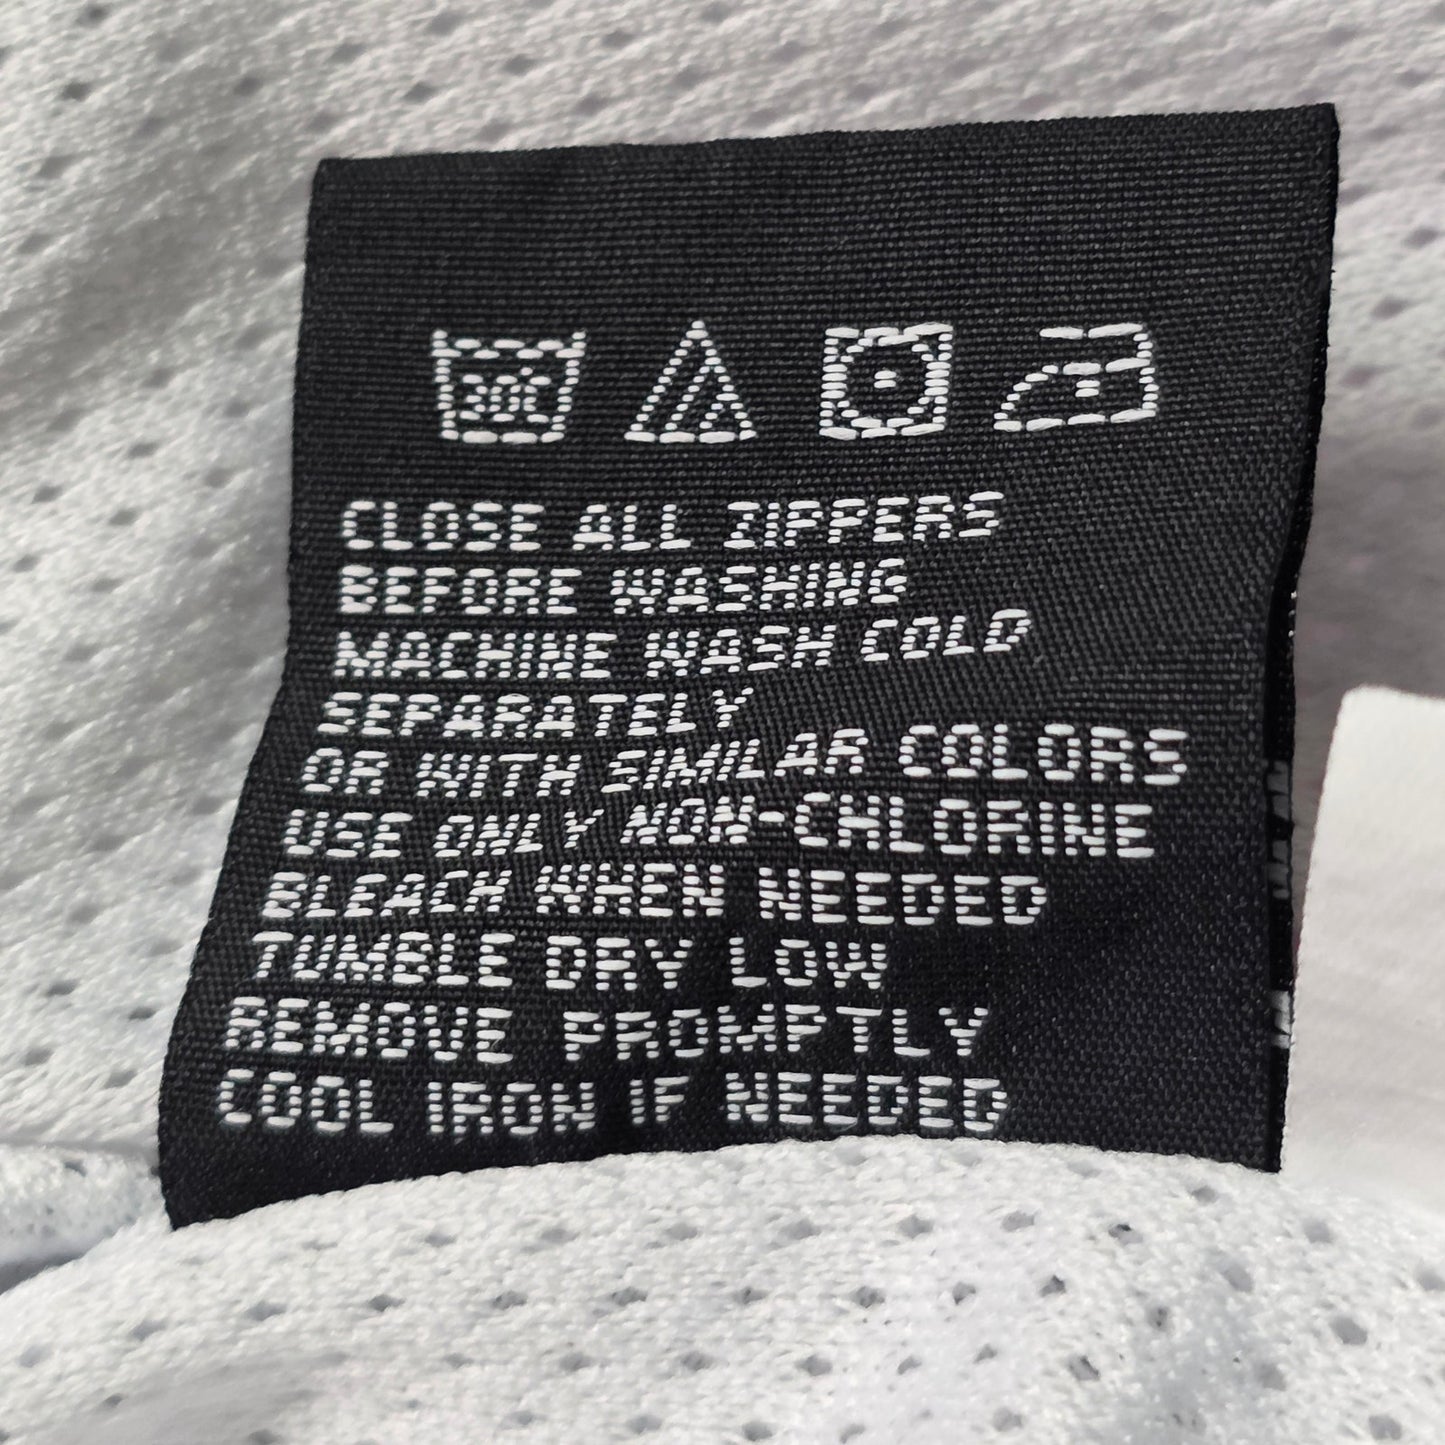 30°C
CLOSE ALL ZIPPERS
BEFORE WASHING
MACHINE WASH COLD
SEPARATELY
OR WITH SIMILAR COLORS
USE ONLY NON-CHLORINE
BLEACH WHEN NEEDED
TUMBLE DRY LOW
REMOVE PROMPTLY
COOL IRON IF NEEDED